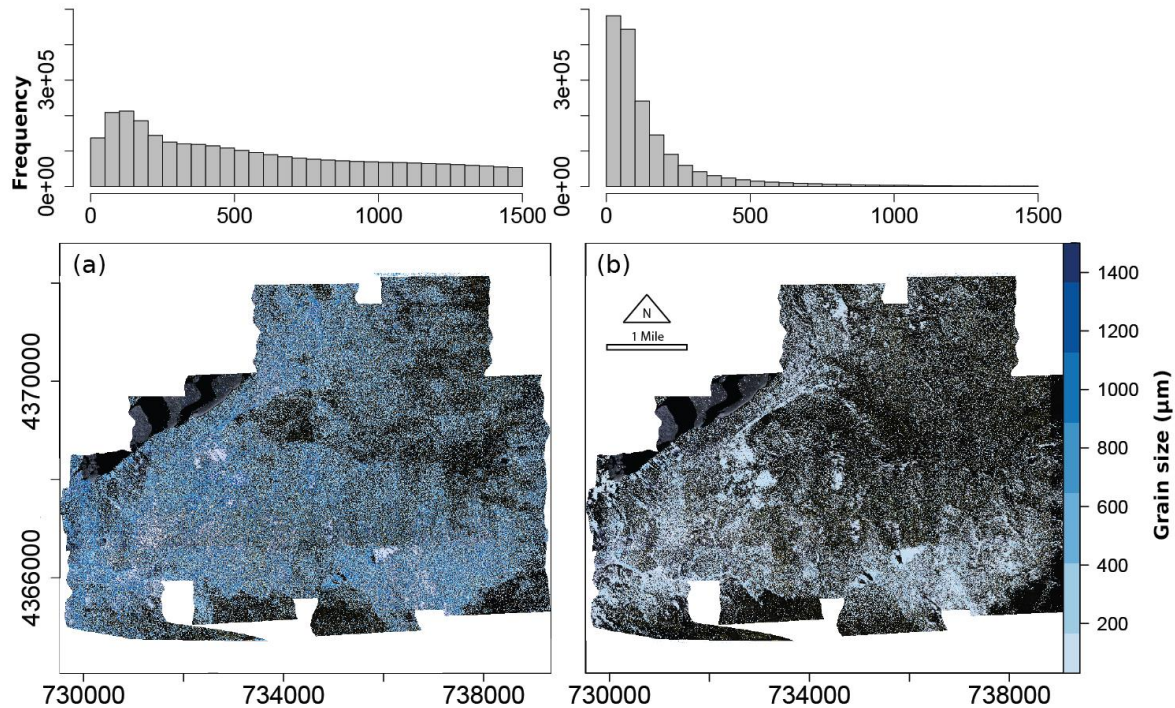 Frequency
0e+00 3e+05
0 500 1000 1500
0e+00 3e+05
0 500 1000 1500
(a)
4366000 4370000
730000 734000 738000
(b)
N
1 Mile
730000 734000 738000
1400
1200
1000
800
600
400
200
Grain size (μm)